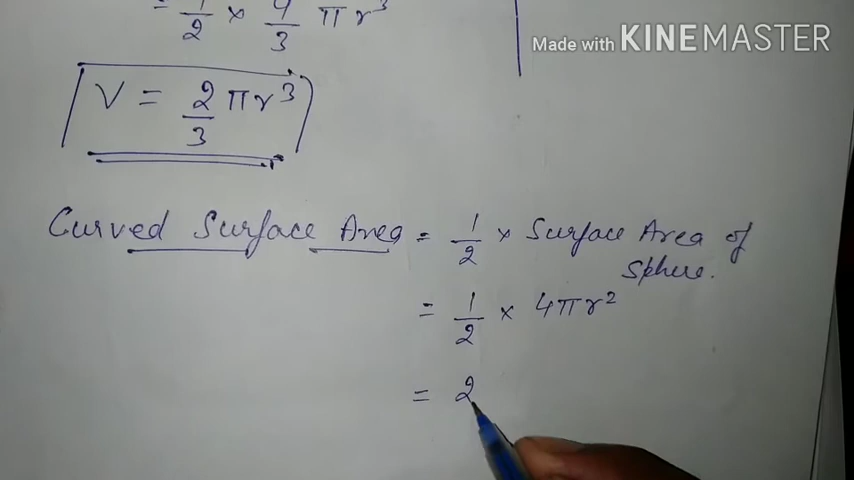 = 1/2 × 4/3 πr³
Made with KINEMASTER
V = 2/3 πr³
Curved Surface Area = 1/2 × Surface Area of
Sphere.
= 1/2 × 4πr²
= 2